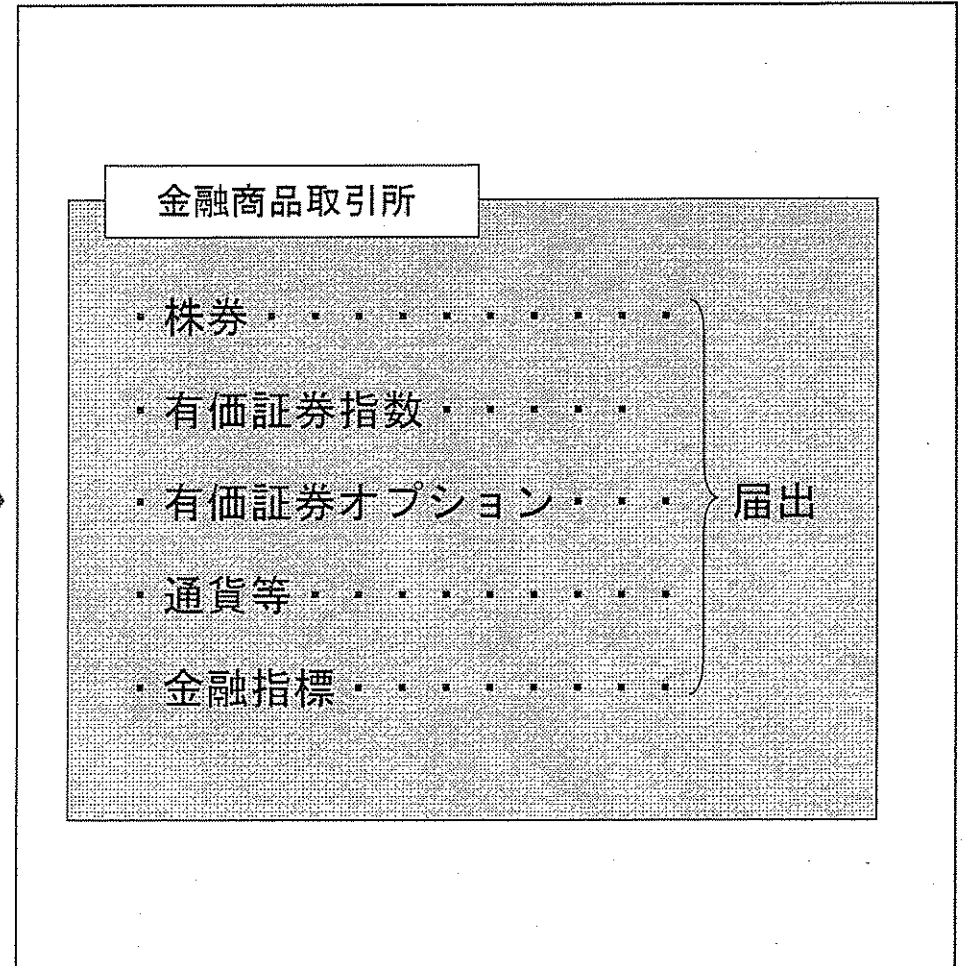 金融商品取引所
・株券・・・・・・・・・・
・有価証券指数・・・・・
・有価証券オプション・・・
届出
・通貨等・・・・・・・・・
・金融指標・・・・・・・・